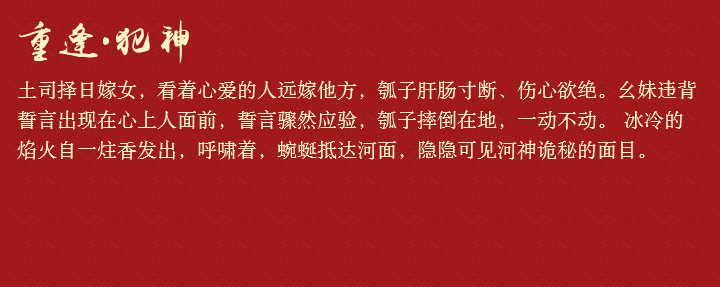 重逢·犯神
土司择日嫁女，看着心爱的人远嫁他方，瓠子肝肠寸断、伤心欲绝。幺妹违背
誓言出现在心上人面前，誓言骤然应验，瓠子摔倒在地，一动不动。 冰冷的
焰火自一炷香发出，呼啸着，蜿蜒抵达河面，隐隐可见河神诡秘的面目。